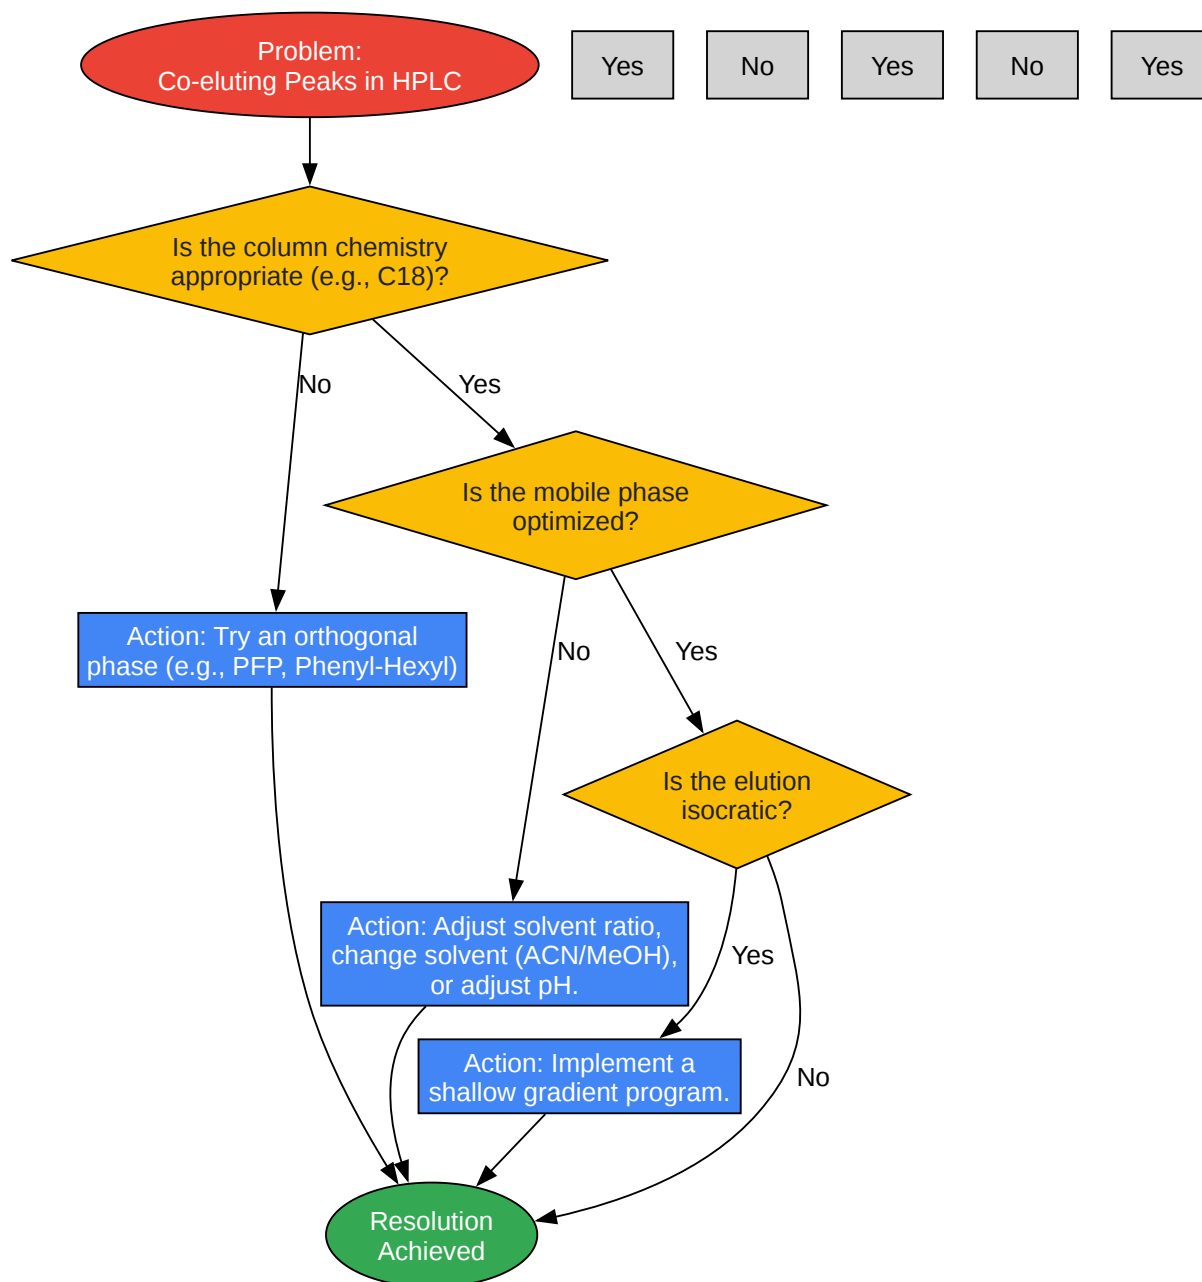 Problem:
Co-eluting Peaks in HPLC
Yes
No
Yes
No
Yes
Is the column chemistry
appropriate (e.g., C18)?
No
Yes
Is the mobile phase
optimized?
Action: Try an orthogonal
phase (e.g., PFP, Phenyl-Hexyl)
No
Yes
Is the elution
isocratic?
Action: Adjust solvent ratio,
change solvent (ACN/MeOH),
or adjust pH.
Yes
Action: Implement a
shallow gradient program.
No
Resolution
Achieved